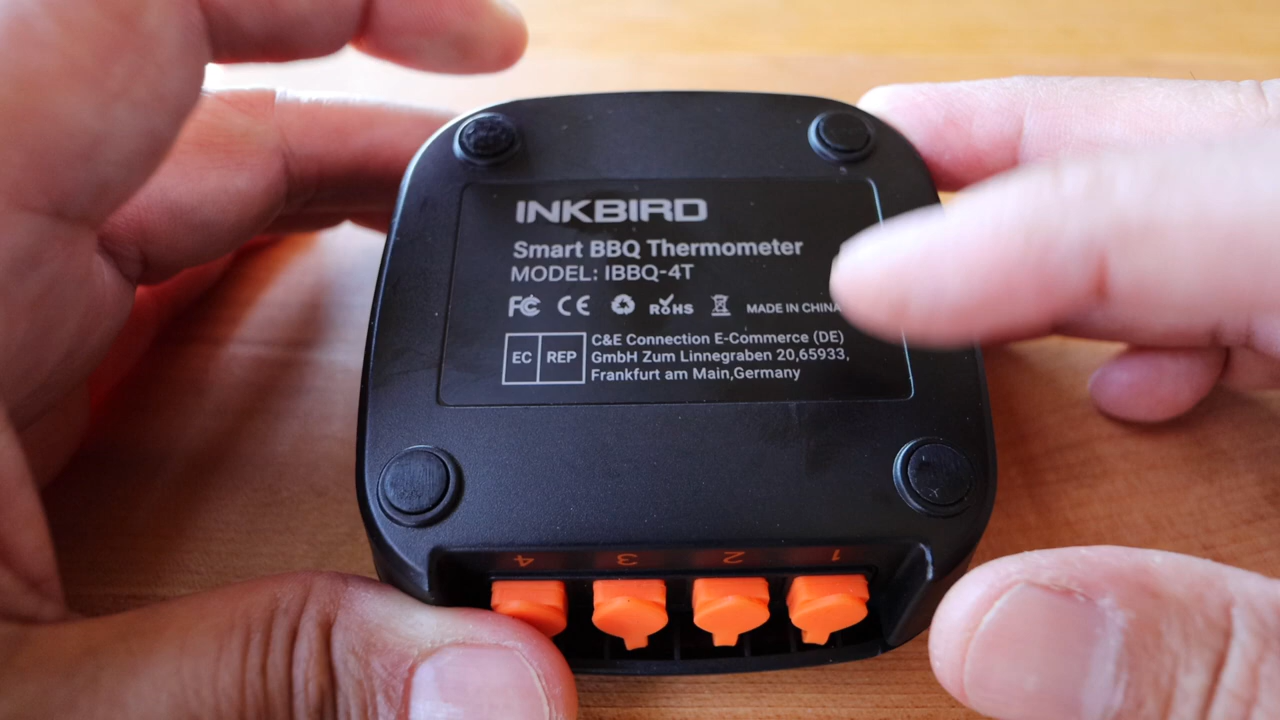 INKBIRD
Smart BBQ Thermometer
MODEL: IBBQ-4T
FC CE RoHS MADE IN CHINA
EC REP
C&E Connection E-Commerce (DE)
GmbH Zum Linnegraben 20,65933,
Frankfurt am Main,Germany
4 3 2 1